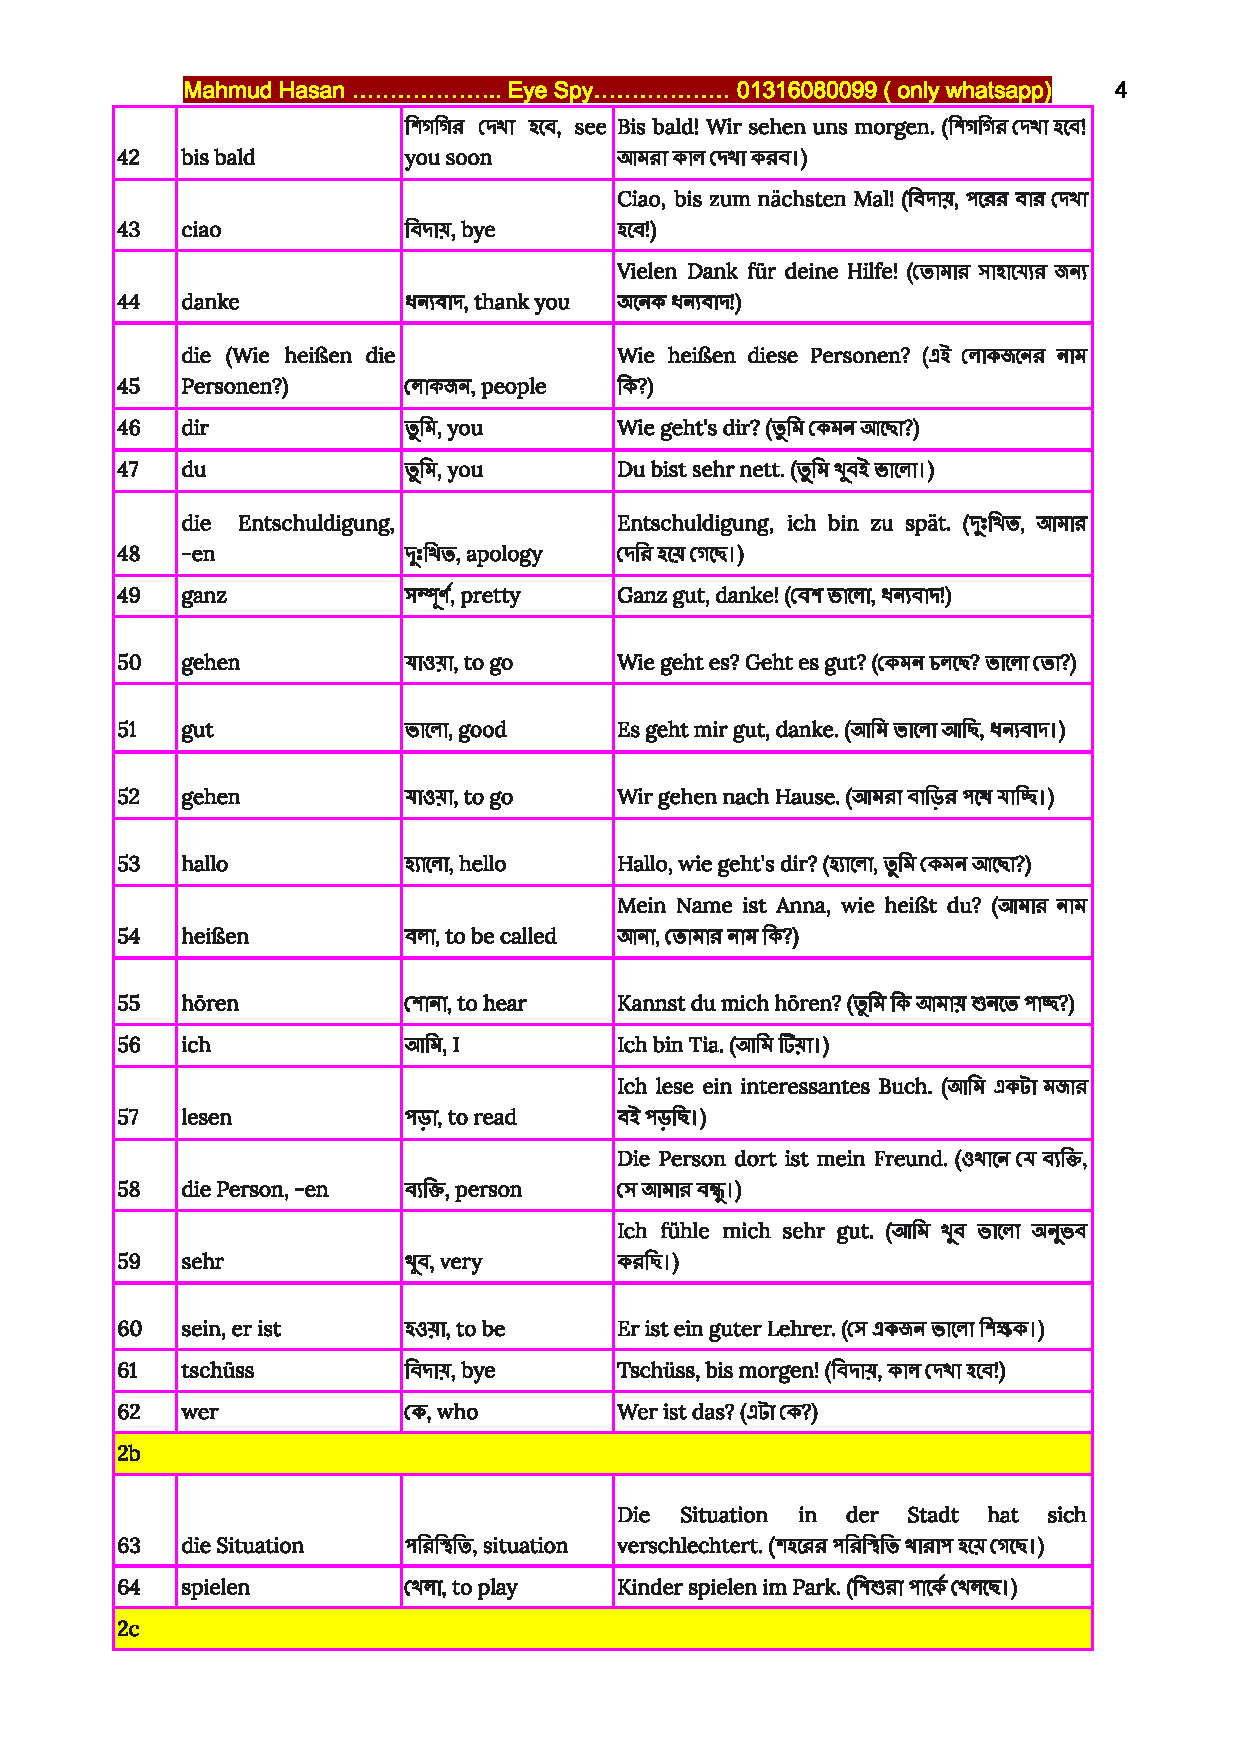 Mahmud Hasan ……………….. Eye Spy……………… 01316080099 ( only whatsapp) 4
শিগগির দেখা হবে, see Bis bald! Wir sehen uns morgen. (শিগগির দেখা হবে!
42 bis bald you soon আমরা কাল দেখা করব।)
Ciao, bis zum nächsten Mal! (বিদায়, পরের বার দেখা
43 ciao বিদায়, bye হবে!)
Vielen Dank für deine Hilfe! (তোমার সাহায্যের জন্য
44 danke ধন্যবাদ, thank you অনেক ধন্যবাদ!)
die (Wie heißen die Wie heißen diese Personen? (এই লোকজনের নাম
45 Personen?) লোকজন, people কি?)
46 dir তুমি, you Wie geht's dir? (তুমি কেমন আছো?)
47 du তুমি, you Du bist sehr nett. (তুমি খুবই ভালো।)
die Entschuldigung, Entschuldigung, ich bin zu spät. (দুঃখিত, আমার
48 -en দুঃখিত, apology দেরি হয়ে গেছে।)
49 ganz সম্পূর্ণ, pretty Ganz gut, danke! (বেশ ভালো, ধন্যবাদ!)
50 gehen যাওয়া, to go Wie geht es? Geht es gut? (কেমন চলছে? ভালো তো?)
51 gut ভালো, good Es geht mir gut, danke. (আমি ভালো আছি, ধন্যবাদ।)
52 gehen যাওয়া, to go Wir gehen nach Hause. (আমরা বাড়ির পথে যাচ্ছি।)
53 hallo হ্যালো, hello Hallo, wie geht's dir? (হ্যালো, তুমি কেমন আছো?)
Mein Name ist Anna, wie heißt du? (আমার নাম
54 heißen বলা, to be called আনা, তোমার নাম কি?)
55 hören শোনা, to hear Kannst du mich hören? (তুমি কি আমায় শুনতে পাচ্ছ?)
56 ich আমি, I Ich bin Tia. (আমি টিয়া।)
Ich lese ein interessantes Buch. (আমি একটা মজার
57 lesen পড়া, to read বই পড়ছি।)
Die Person dort ist mein Freund. (ওখানে যে ব্যক্তি,
58 die Person, -en ব্যক্তি, person সে আমার বন্ধু।)
Ich fühle mich sehr gut. (আমি খুব ভালো অনুভব
59 sehr খুব, very করছি।)
60 sein, er ist হওয়া, to be Er ist ein guter Lehrer. (সে একজন ভালো শিক্ষক।)
61 tschüss বিদায়, bye Tschüss, bis morgen! (বিদায়, কাল দেখা হবে!)
62 wer কে, who Wer ist das? (এটা কে?)
2b
Die Situation in der Stadt hat sich
63 die Situation পরিস্থিতি, situation verschlechtert. (শহরের পরিস্থিতি খারাপ হয়ে গেছে।)
64 spielen খেলা, to play Kinder spielen im Park. (শিশুরা পার্কে খেলছে।)
2c